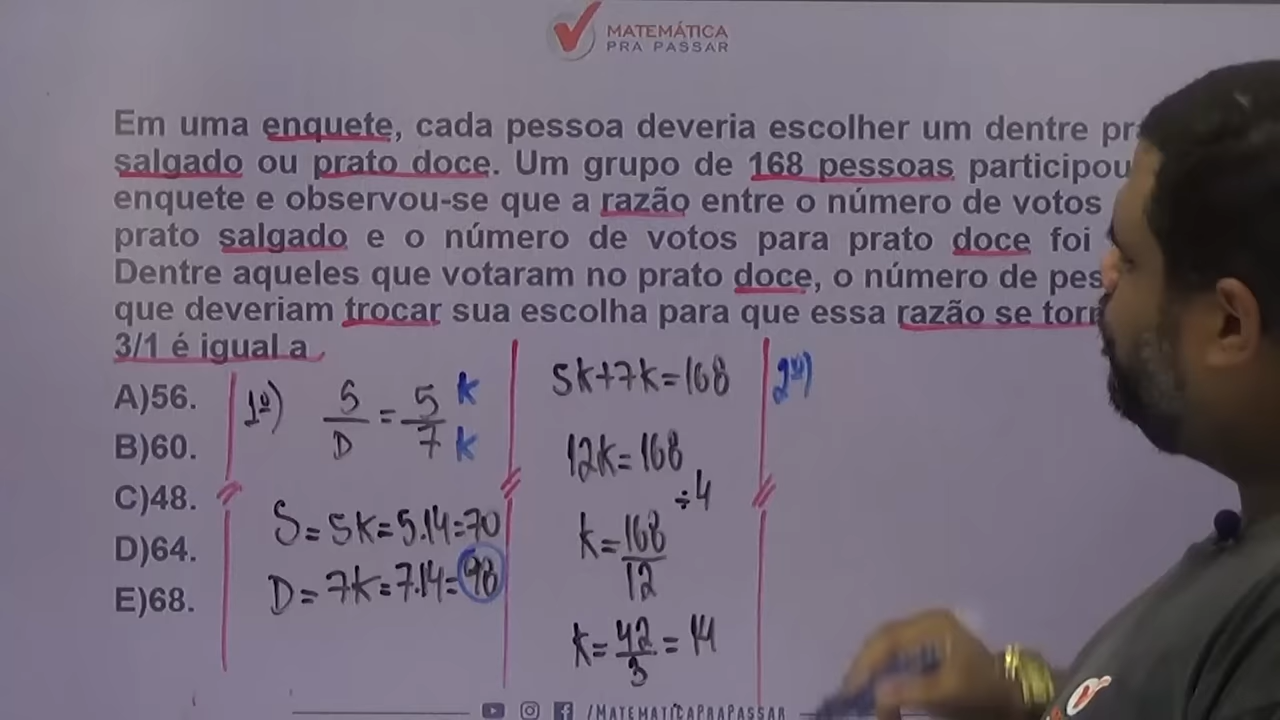 MATEMÁTICA
PRA PASSAR
Em uma enquete, cada pessoa deveria escolher um dentre
salgado ou prato doce. Um grupo de 168 pessoas participou
enquete e observou-se que a razão entre o número de votos
prato salgado e o número de votos para prato doce foi
Dentre aqueles que votaram no prato doce, o número de
que deveriam trocar sua escolha para que essa razão se
3/1 é igual a
A)56.
B)60.
C)48.
D)64.
E)68.
1º) S/D = 5k/7k
S = 5k = 5.14 = 70
D = 7k = 7.14 = 98
5k+7k=168
12k=168
÷4
k=168/12
k=42/3=14
2º)
/MATEMATICAPRAPASSAR